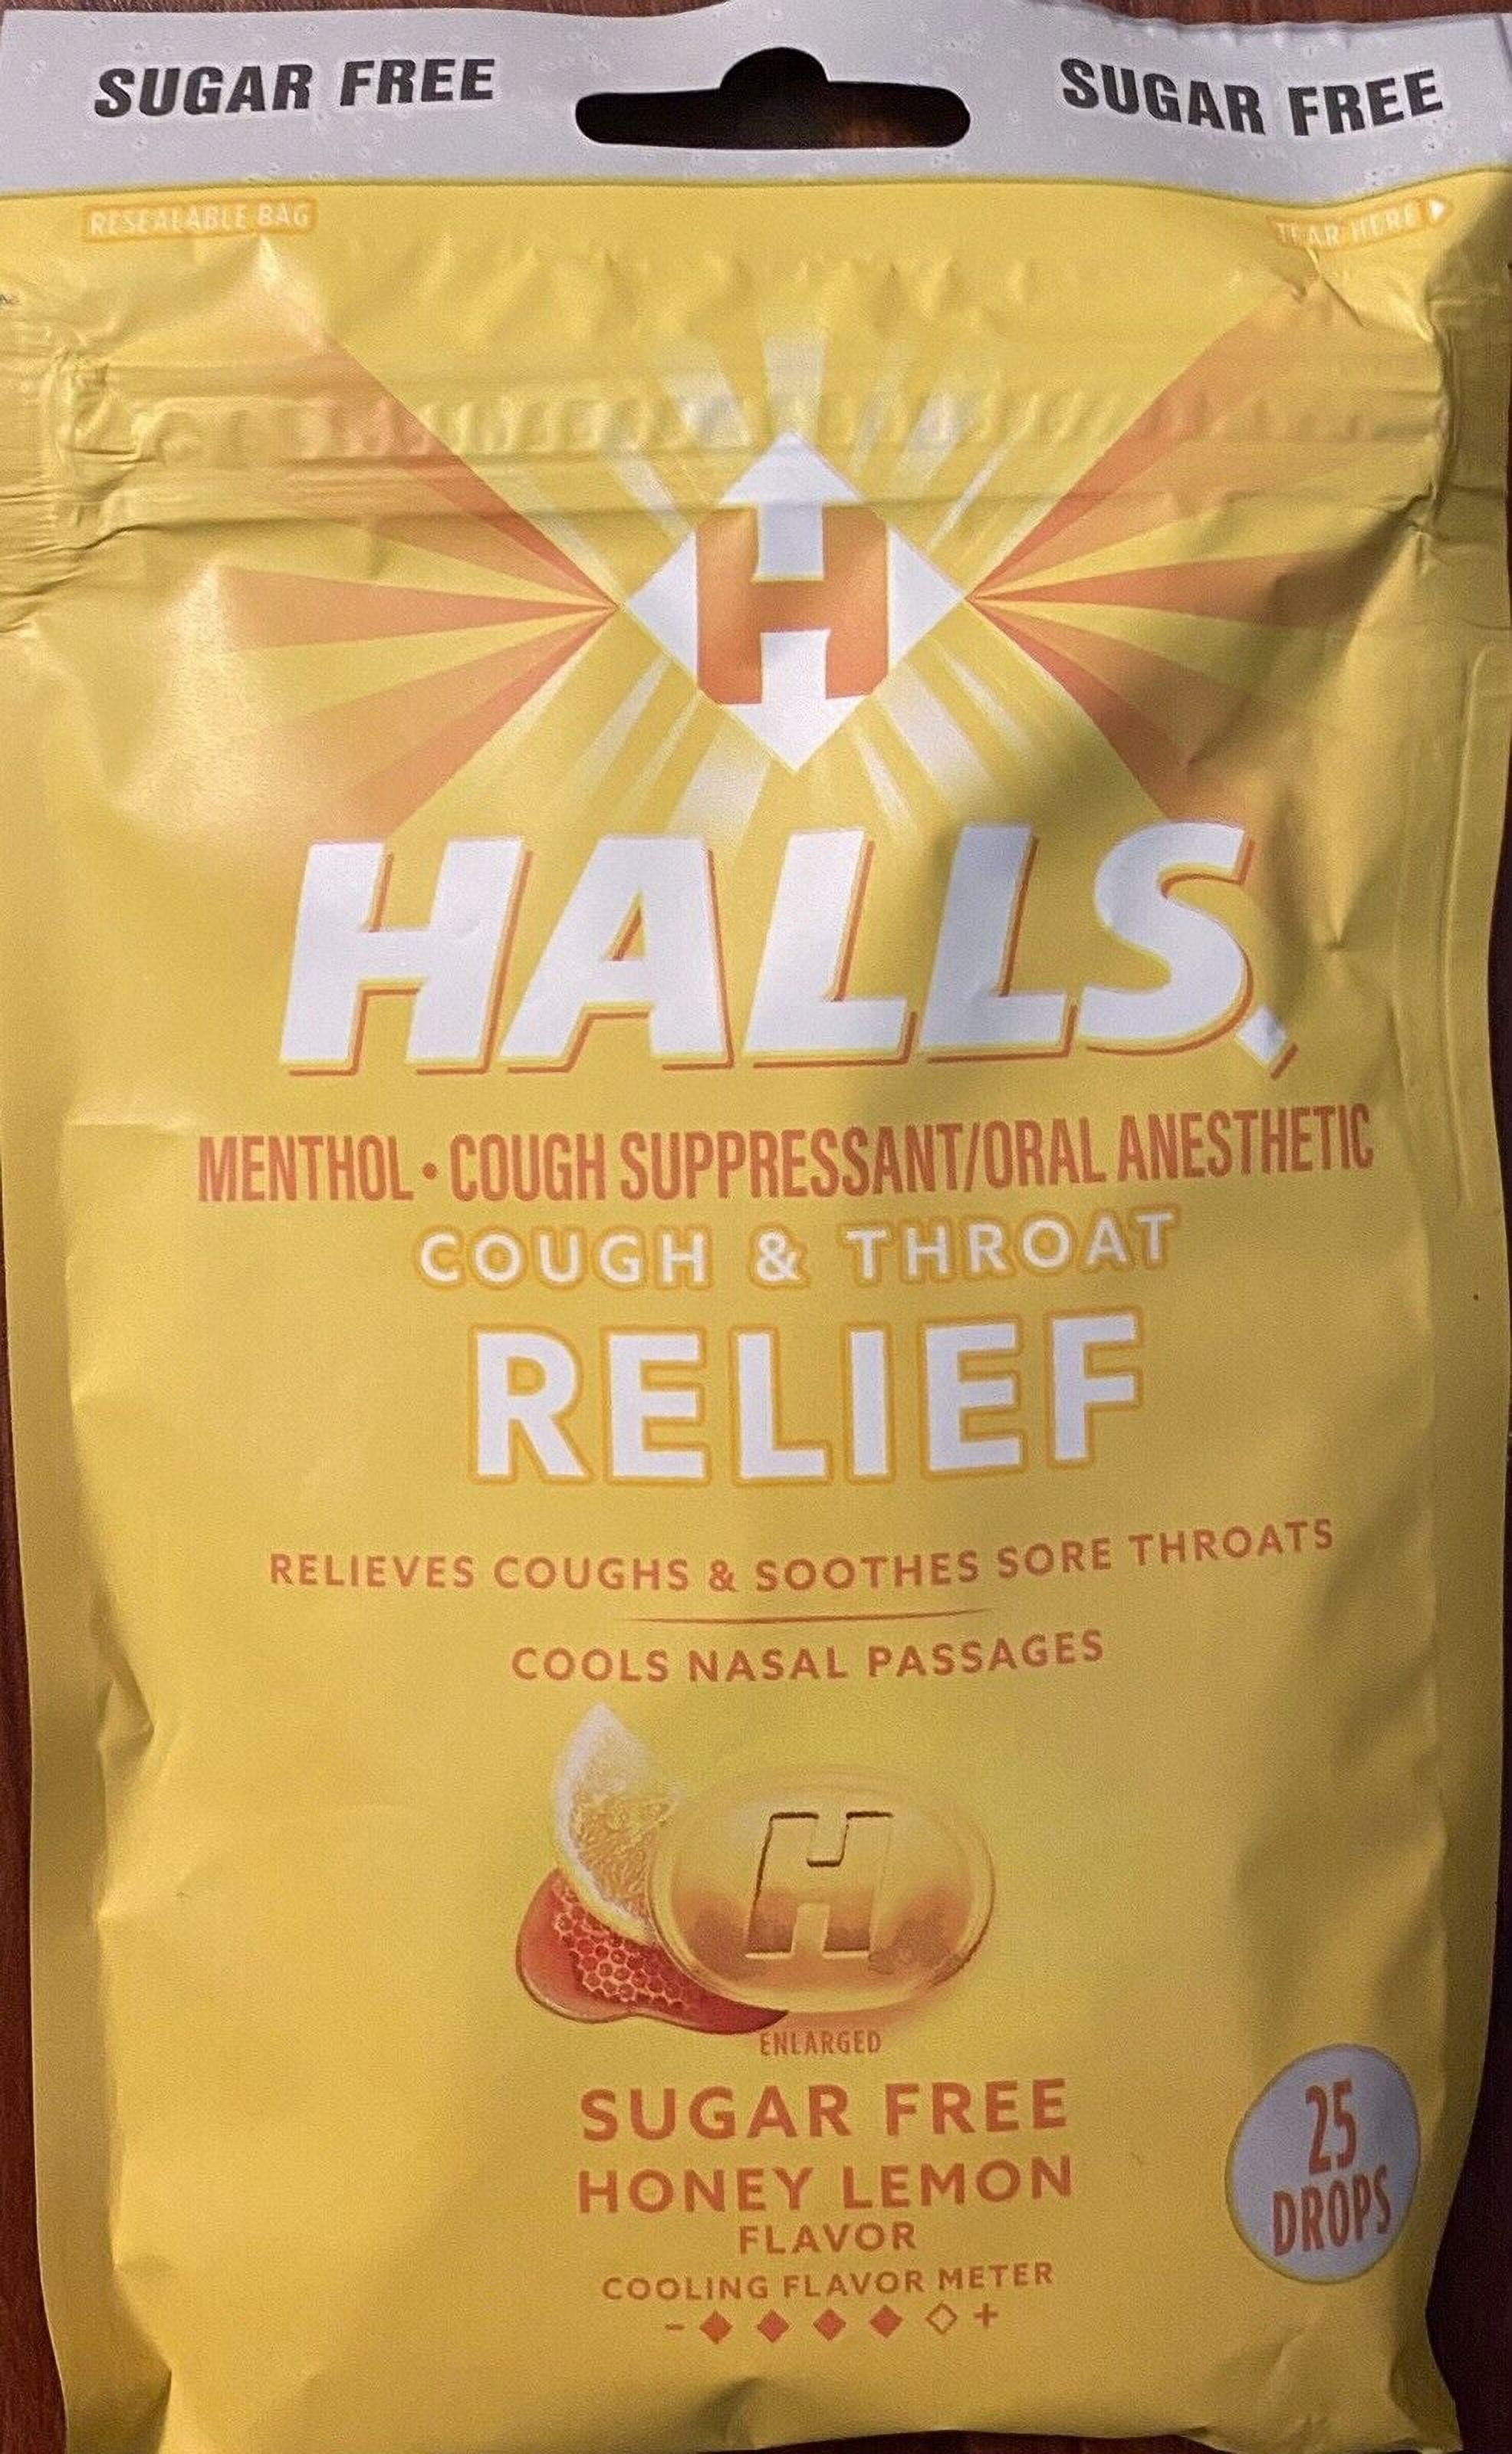 SUGAR FREE
SUGAR FREE
RESEALABLE BAG
TEAR HERE
H
HALLS
MENTHOL • COUGH SUPPRESSANT/ORAL ANESTHETIC
COUGH & THROAT
RELIEF
RELIEVES COUGHS & SOOTHES SORE THROATS
COOLS NASAL PASSAGES
H
ENLARGED
SUGAR FREE
HONEY LEMON
FLAVOR
25
DROPS
COOLING FLAVOR METER
- ◆ ◆ ◆ ◆ ◇ +